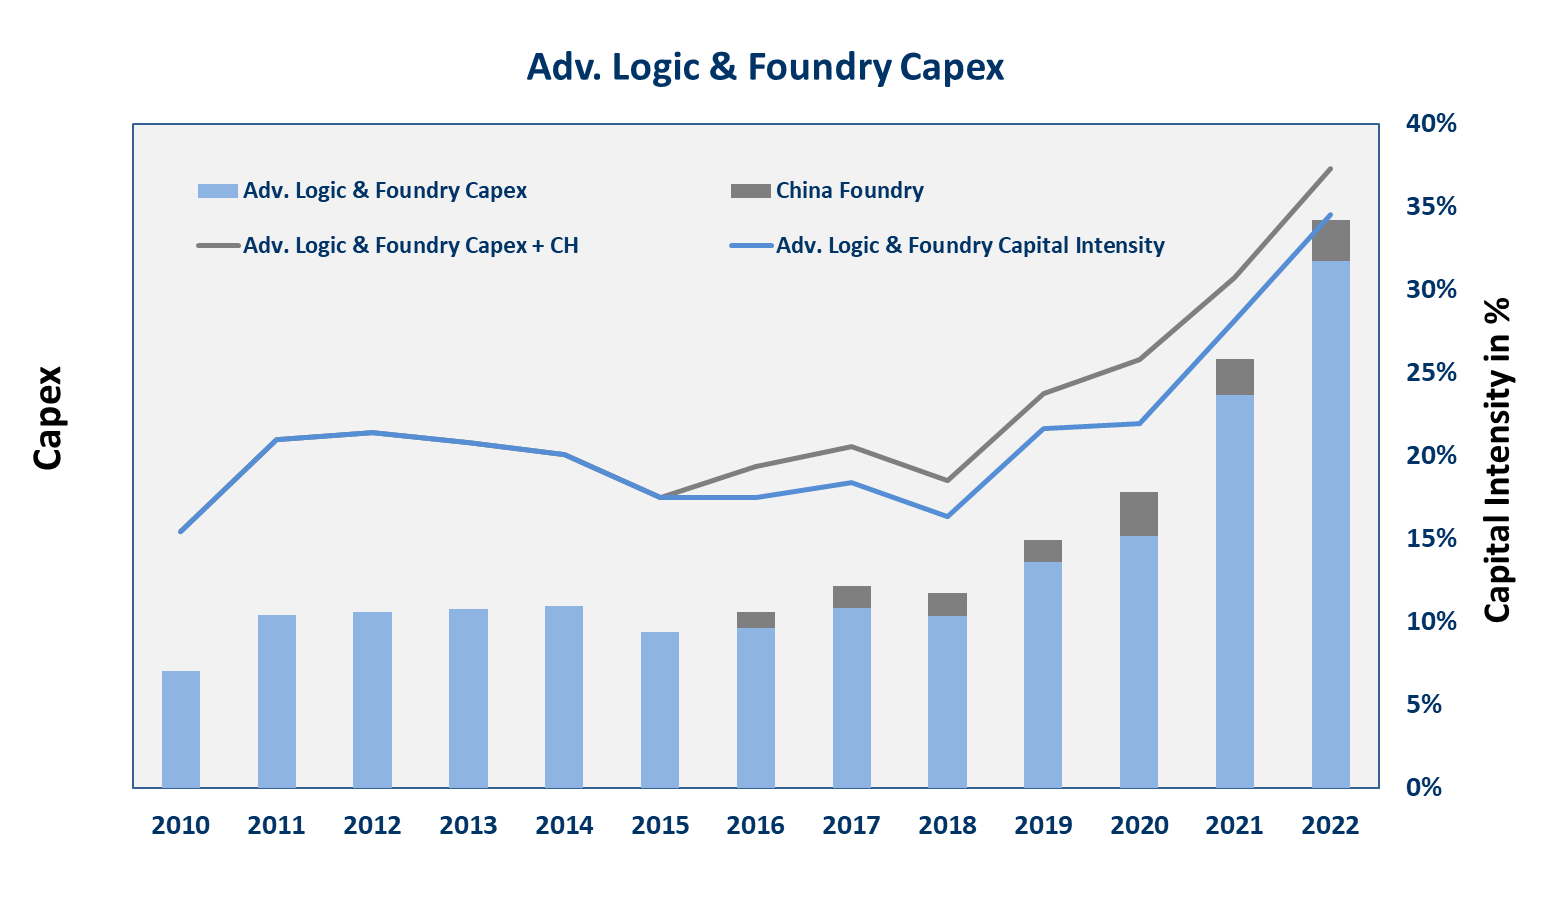 Adv. Logic & Foundry Capex
Adv. Logic & Foundry Capex
China Foundry
Adv. Logic & Foundry Capex + CH
Adv. Logic & Foundry Capital Intensity
Capex
40%
35%
30%
25%
20%
15%
10%
5%
0%
Capital Intensity in %
2010 2011 2012 2013 2014 2015 2016 2017 2018 2019 2020 2021 2022